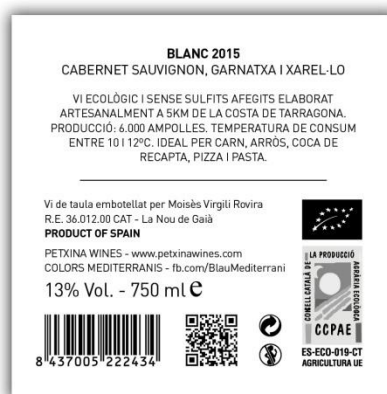 BLANC 2015
CABERNET SAUVIGNON, GARNATXA I XAREL·LO
VI ECOLÒGIC I SENSE SULFITS AFEGITS ELABORAT
ARTESANALMENT A 5KM DE LA COSTA DE TARRAGONA.
PRODUCCIÓ: 6.000 AMPOLLES. TEMPERATURA DE CONSUM
ENTRE 10 I 12ºC. IDEAL PER CARN, ARRÒS, COCA DE
RECAPTA, PIZZA I PASTA.
Vi de taula embotellat per Moisès Virgili Rovira
R.E. 36.012.00 CAT - La Nou de Gaià
PRODUCT OF SPAIN
PETXINA WINES - www.petxinawines.com
COLORS MEDITERRANIS - fb.com/BlauMediterrani
13% Vol. - 750 ml e
8 437005 222434
CONSELL CATALÀ DE
LA PRODUCCIÓ
AGRÀRIA ECOLÒGICA
CCPAE
ES-ECO-019-CT
AGRICULTURA UE